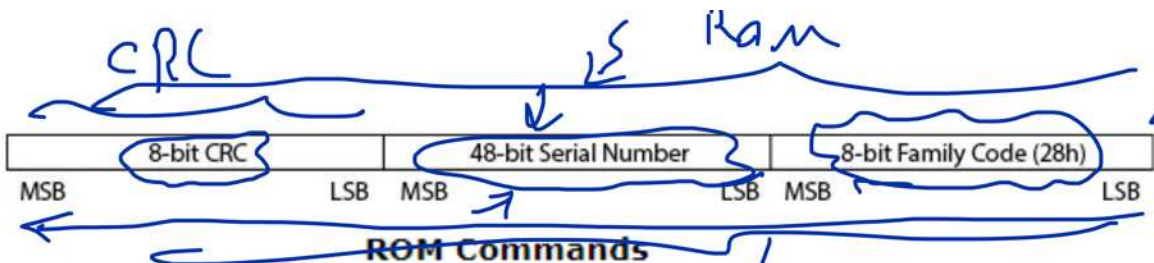 CRC Ram
8-bit CRC 48-bit Serial Number 8-bit Family Code (28h)
MSB LSB MSB LSB MSB LSB
ROM Commands